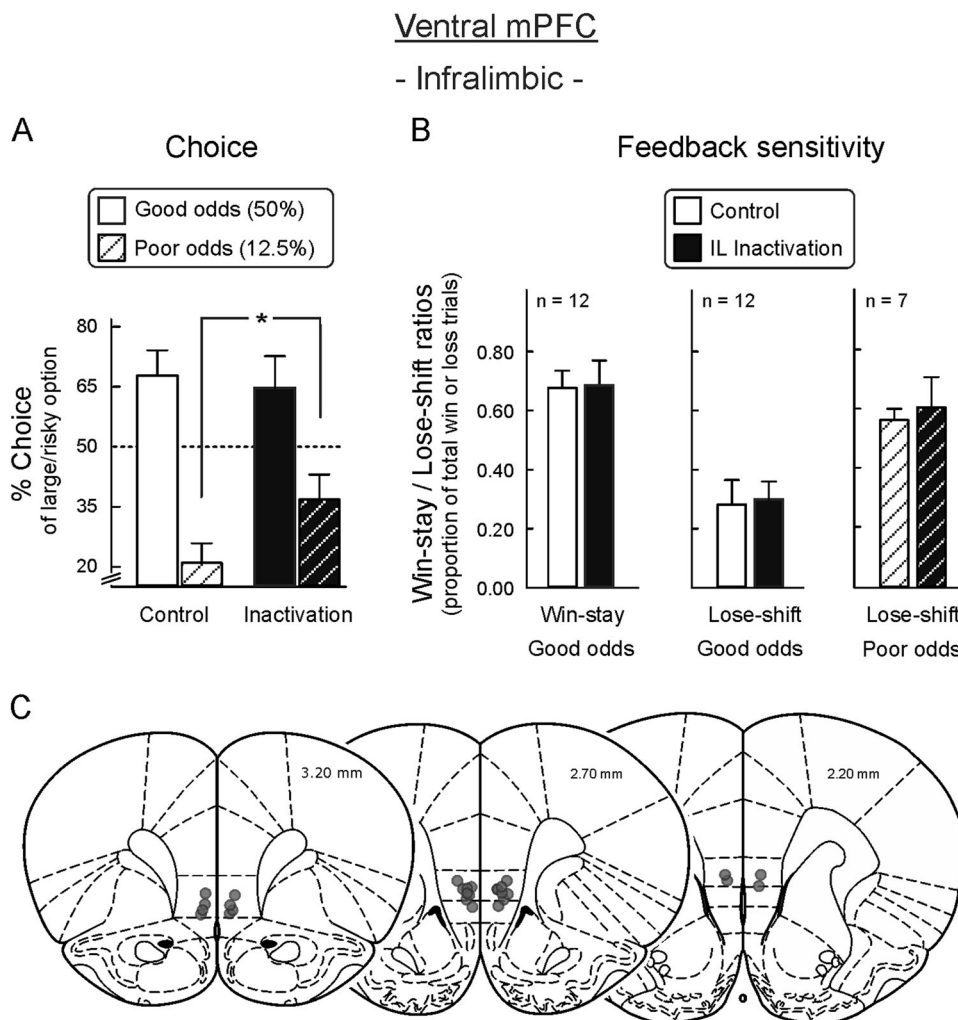 Ventral mPFC
- Infralimbic -
A
Choice
Good odds (50%)
Poor odds (12.5%)
% Choice
of large/risky option
80
65
50
35
20
*
Control
Inactivation
B
Feedback sensitivity
Control
IL Inactivation
Win-stay / Lose-shift ratios
(proportion of total win or loss trials)
0.80
0.60
0.40
0.20
0.00
n = 12
n = 12
n = 7
Win-stay
Good odds
Lose-shift
Good odds
Lose-shift
Poor odds
C
3.20 mm
2.70 mm
2.20 mm